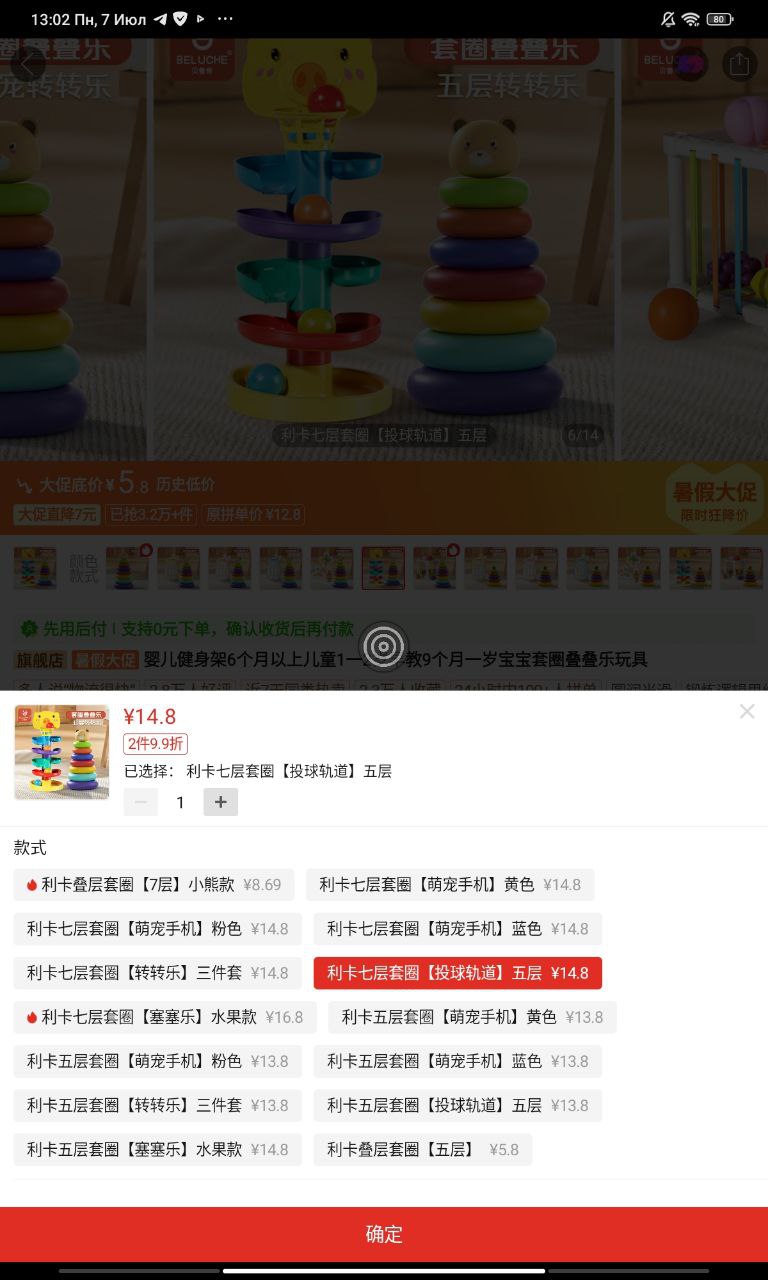 13:02 Пн, 7 Июл
80
套圈叠叠乐
五层转转乐
BELUCHE
贝鲁奇
利卡七层套圈【投球轨道】五层
6/14
大促底价¥5.8 历史低价
大促直降7元 已抢3.2万+件 原拼单价 ¥12.8
暑假大促
限时狂降价
颜色
款式
先用后付 | 支持0元下单，确认收货后再付款
旗舰店 暑假大促 婴儿健身架6个月以上儿童1一 教9个月一岁宝宝套圈叠叠乐玩具
¥14.8
2件9.9折
已选择： 利卡七层套圈【投球轨道】五层
1
款式
利卡叠层套圈【7层】小熊款 ¥8.69
利卡七层套圈【萌宠手机】黄色 ¥14.8
利卡七层套圈【萌宠手机】粉色 ¥14.8
利卡七层套圈【萌宠手机】蓝色 ¥14.8
利卡七层套圈【转转乐】三件套 ¥14.8
利卡七层套圈【投球轨道】五层 ¥14.8
利卡七层套圈【塞塞乐】水果款 ¥16.8
利卡五层套圈【萌宠手机】黄色 ¥13.8
利卡五层套圈【萌宠手机】粉色 ¥13.8
利卡五层套圈【萌宠手机】蓝色 ¥13.8
利卡五层套圈【转转乐】三件套 ¥13.8
利卡五层套圈【投球轨道】五层 ¥13.8
利卡五层套圈【塞塞乐】水果款 ¥14.8
利卡叠层套圈【五层】 ¥5.8
确定